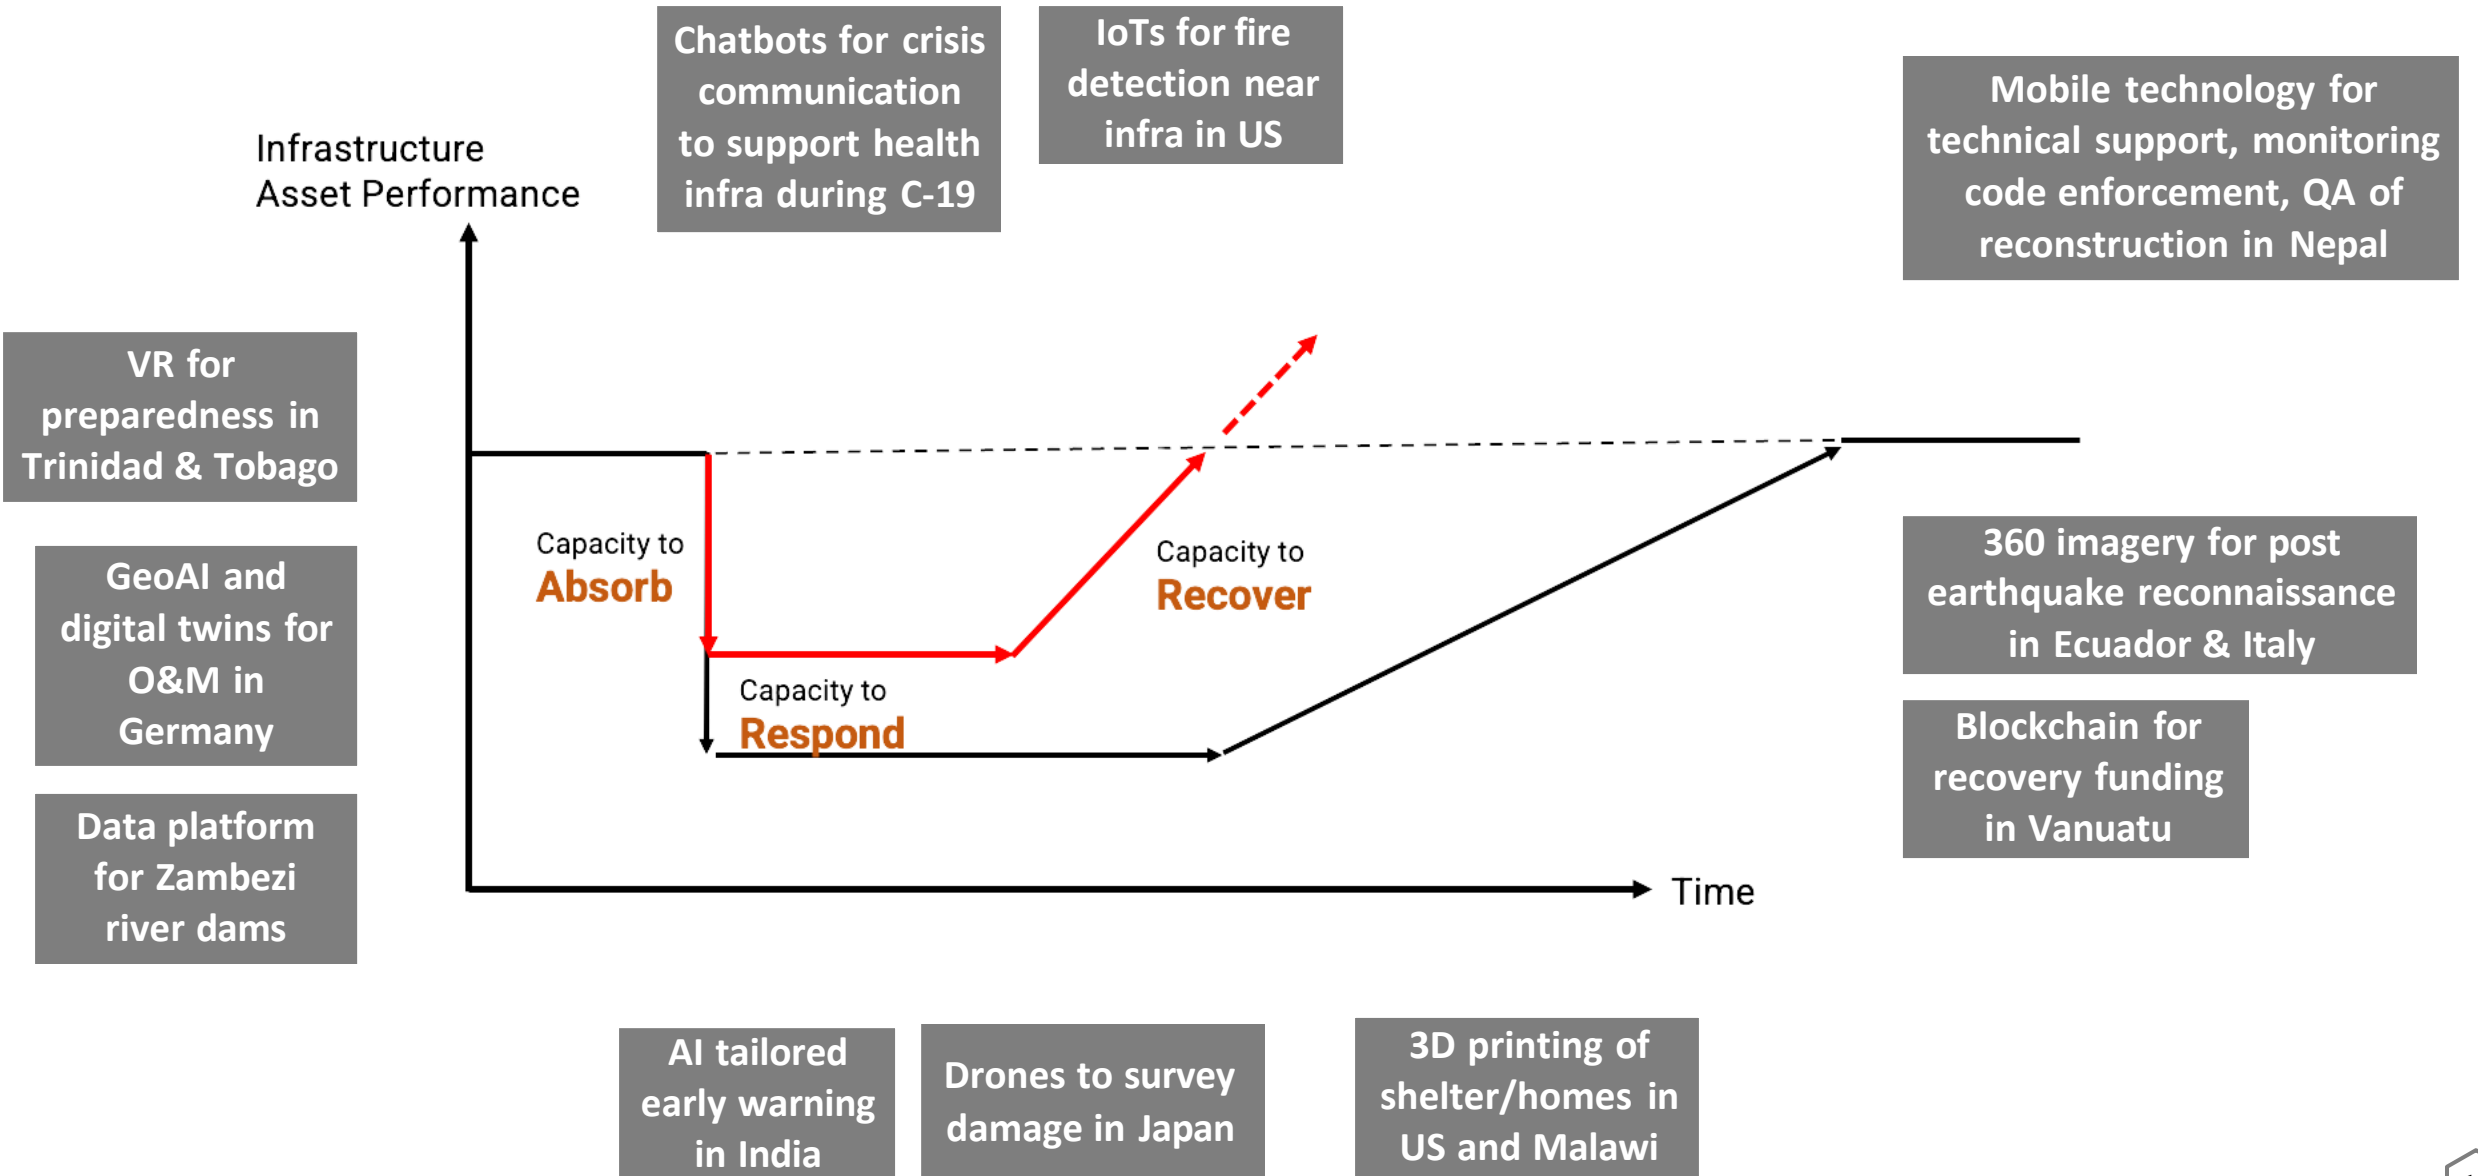 Chatbots for crisis
communication
to support health
infra during C-19
IoTs for fire
detection near
infra in US
Mobile technology for
technical support, monitoring
code enforcement, QA of
reconstruction in Nepal
Infrastructure
Asset Performance
VR for
preparedness in
Trinidad & Tobago
GeoAI and
digital twins for
O&M in
Germany
Data platform
for Zambezi
river dams
Capacity to
Absorb
Capacity to
Respond
Capacity to
Recover
360 imagery for post
earthquake reconnaissance
in Ecuador & Italy
Blockchain for
recovery funding
in Vanuatu
Time
AI tailored
early warning
in India
Drones to survey
damage in Japan
3D printing of
shelter/homes in
US and Malawi